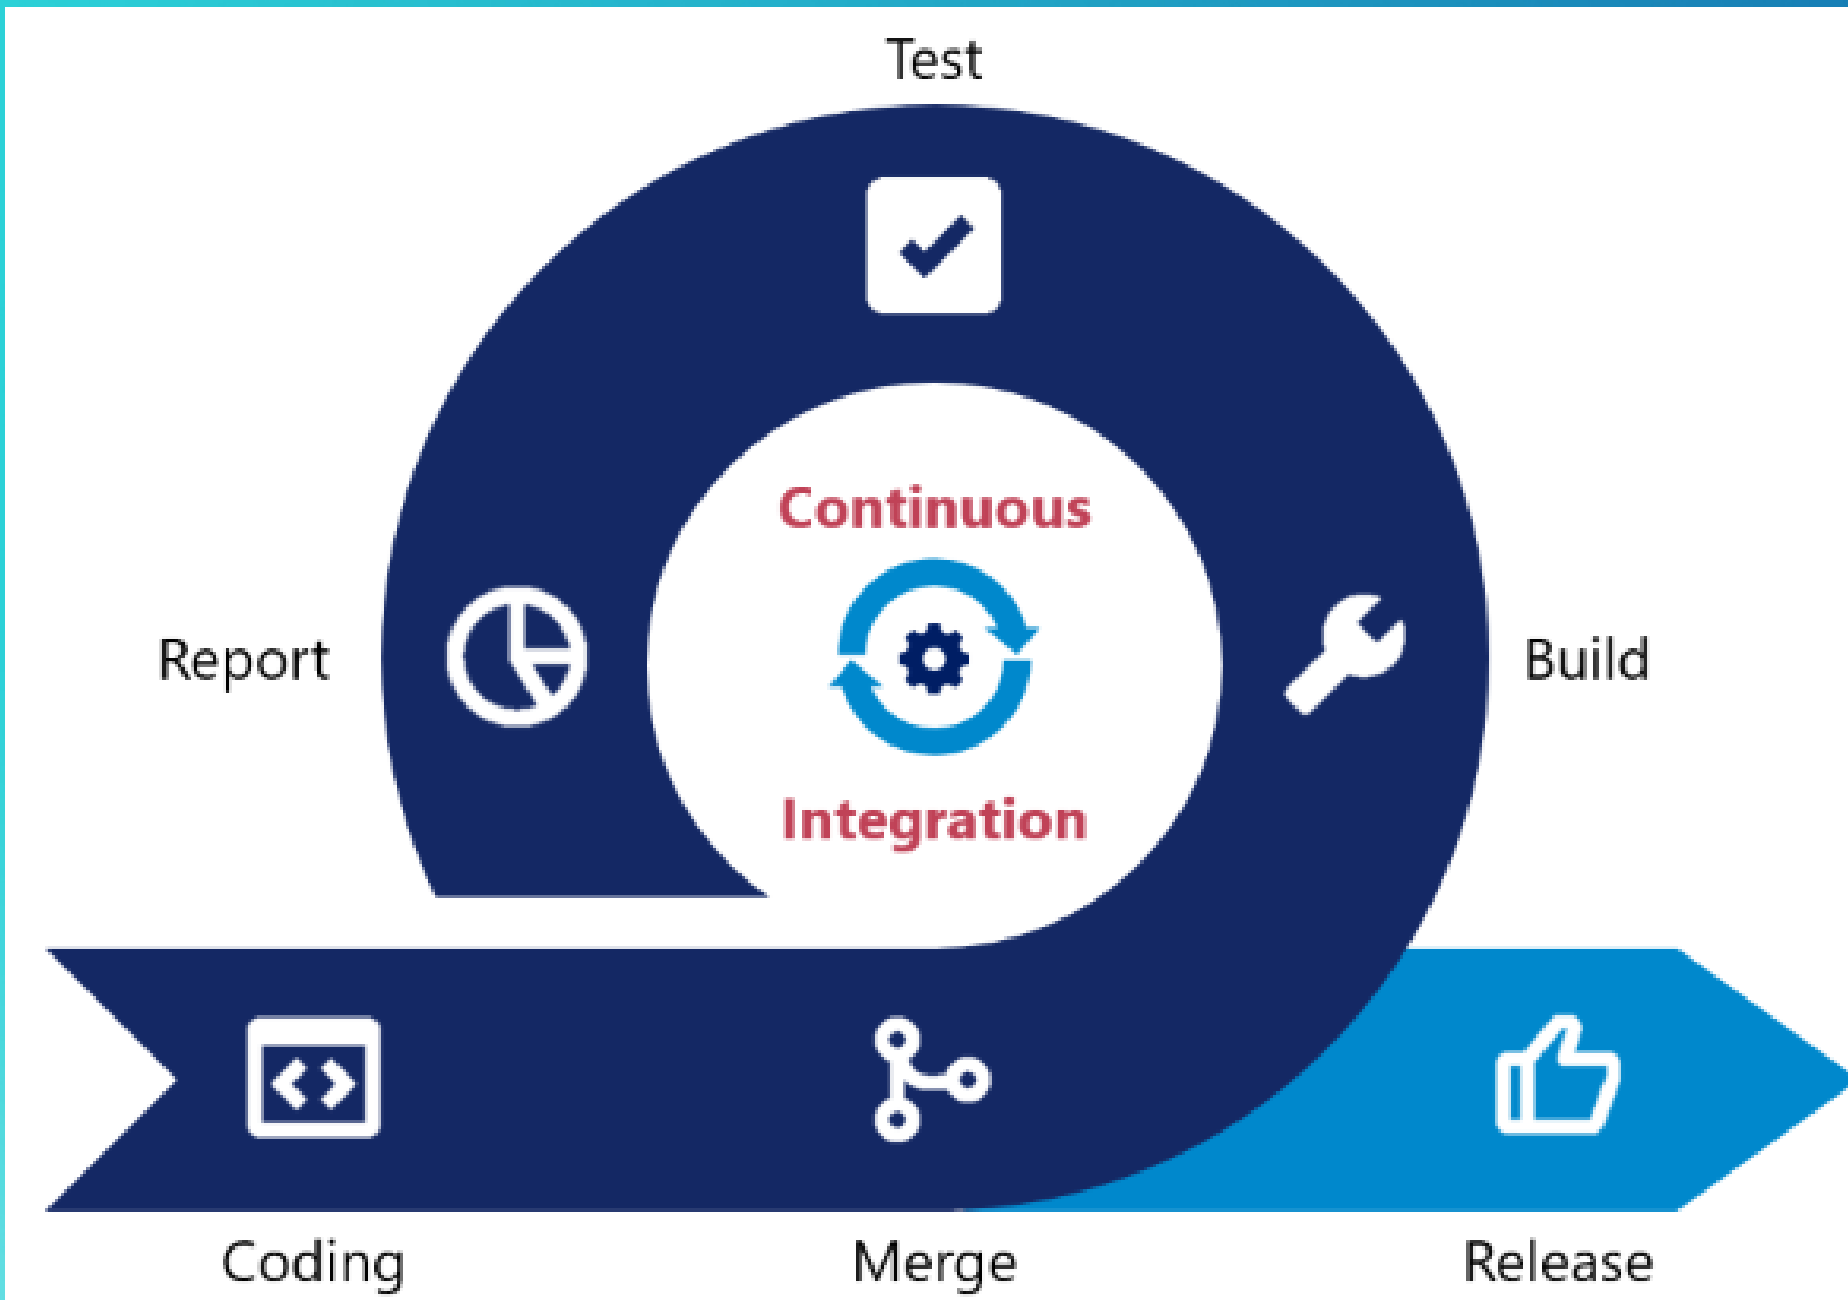 Test
Continuous
Report
Build
Integration
Coding
Merge
Release